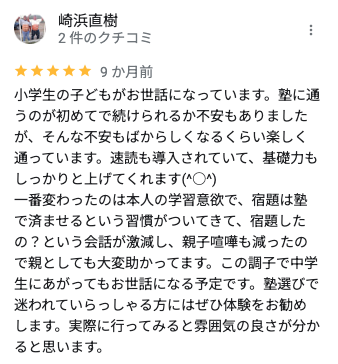 崎浜直樹
2 件のクチコミ
9 か月前
小学生の子どもがお世話になっています。塾に通
うのが初めてで続けられるか不安もありました
が、そんな不安もばからしくなるくらい楽しく
通っています。速読も導入されていて、基礎力も
しっかりと上げてくれます(^○^)
一番変わったのは本人の学習意欲で、宿題は塾
で済ませるという習慣がついてきて、宿題した
の？という会話が激減し、親子喧嘩も減ったの
で親としても大変助かってます。この調子で中学
生にあがってもお世話になる予定です。塾選びで
迷われていらっしゃる方にはぜひ体験をお勧め
します。実際に行ってみると雰囲気の良さが分か
ると思います。